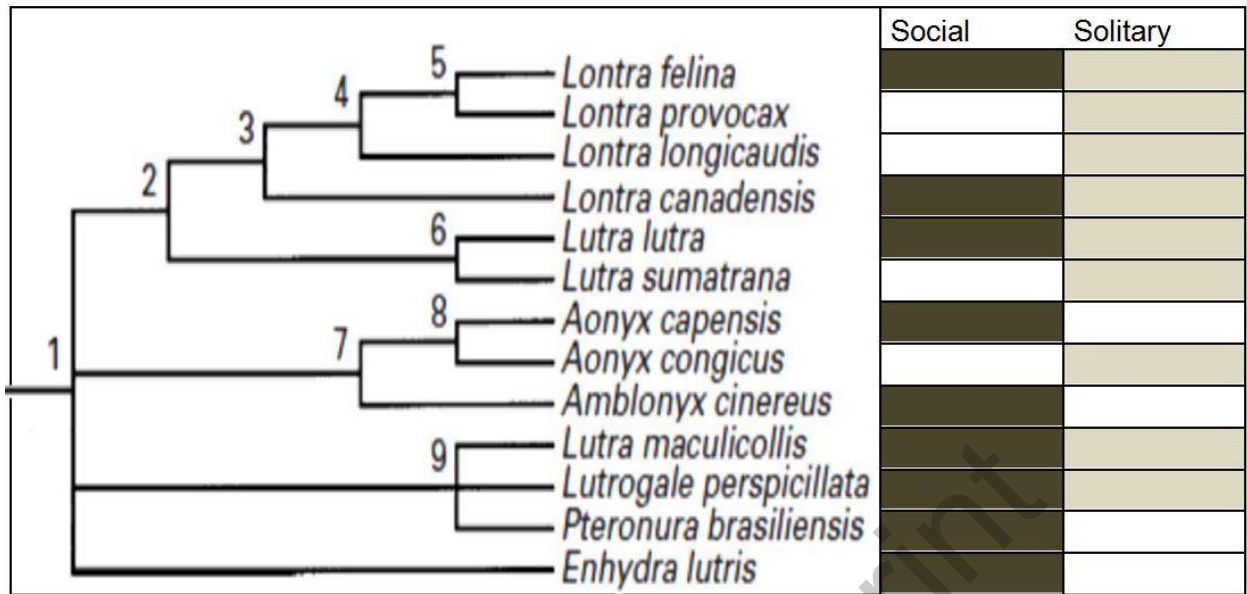 Social Solitary
5 Lontra felina
4 Lontra provocax
3 Lontra longicaudis
2 Lontra canadensis
6 Lutra lutra
Lutra sumatrana
8 Aonyx capensis
1 7 Aonyx congicus
Amblonyx cinereus
9 Lutra maculicollis
Lutrogale perspicillata
Pteronura brasiliensis
Enhydra lutris